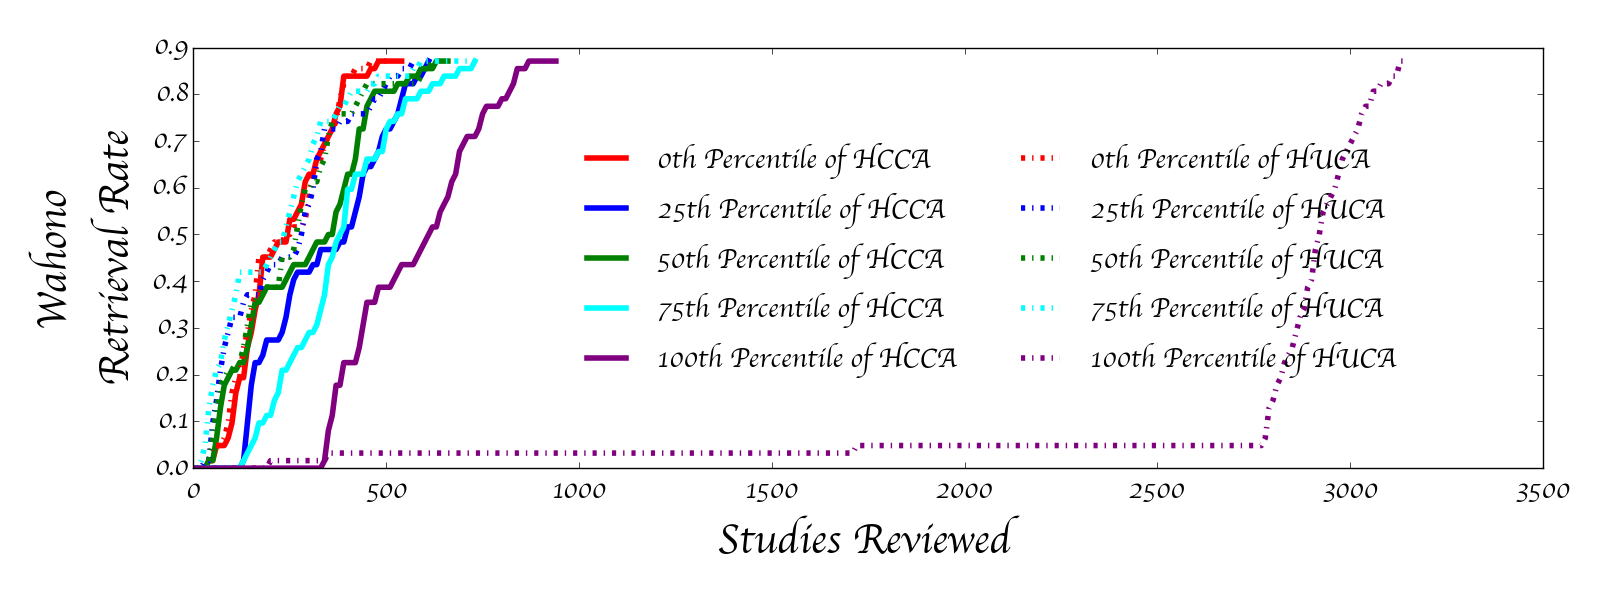 Wahono
Retrieval Rate
0.9
0.8
0.7
0.6
0.5
0.4
0.3
0.2
0.1
0.0
0th Percentile of HCCA
25th Percentile of HCCA
50th Percentile of HCCA
75th Percentile of HCCA
100th Percentile of HCCA
0th Percentile of HUCA
25th Percentile of HUCA
50th Percentile of HUCA
75th Percentile of HUCA
100th Percentile of HUCA
0 500 1000 1500 2000 2500 3000 3500
Studies Reviewed